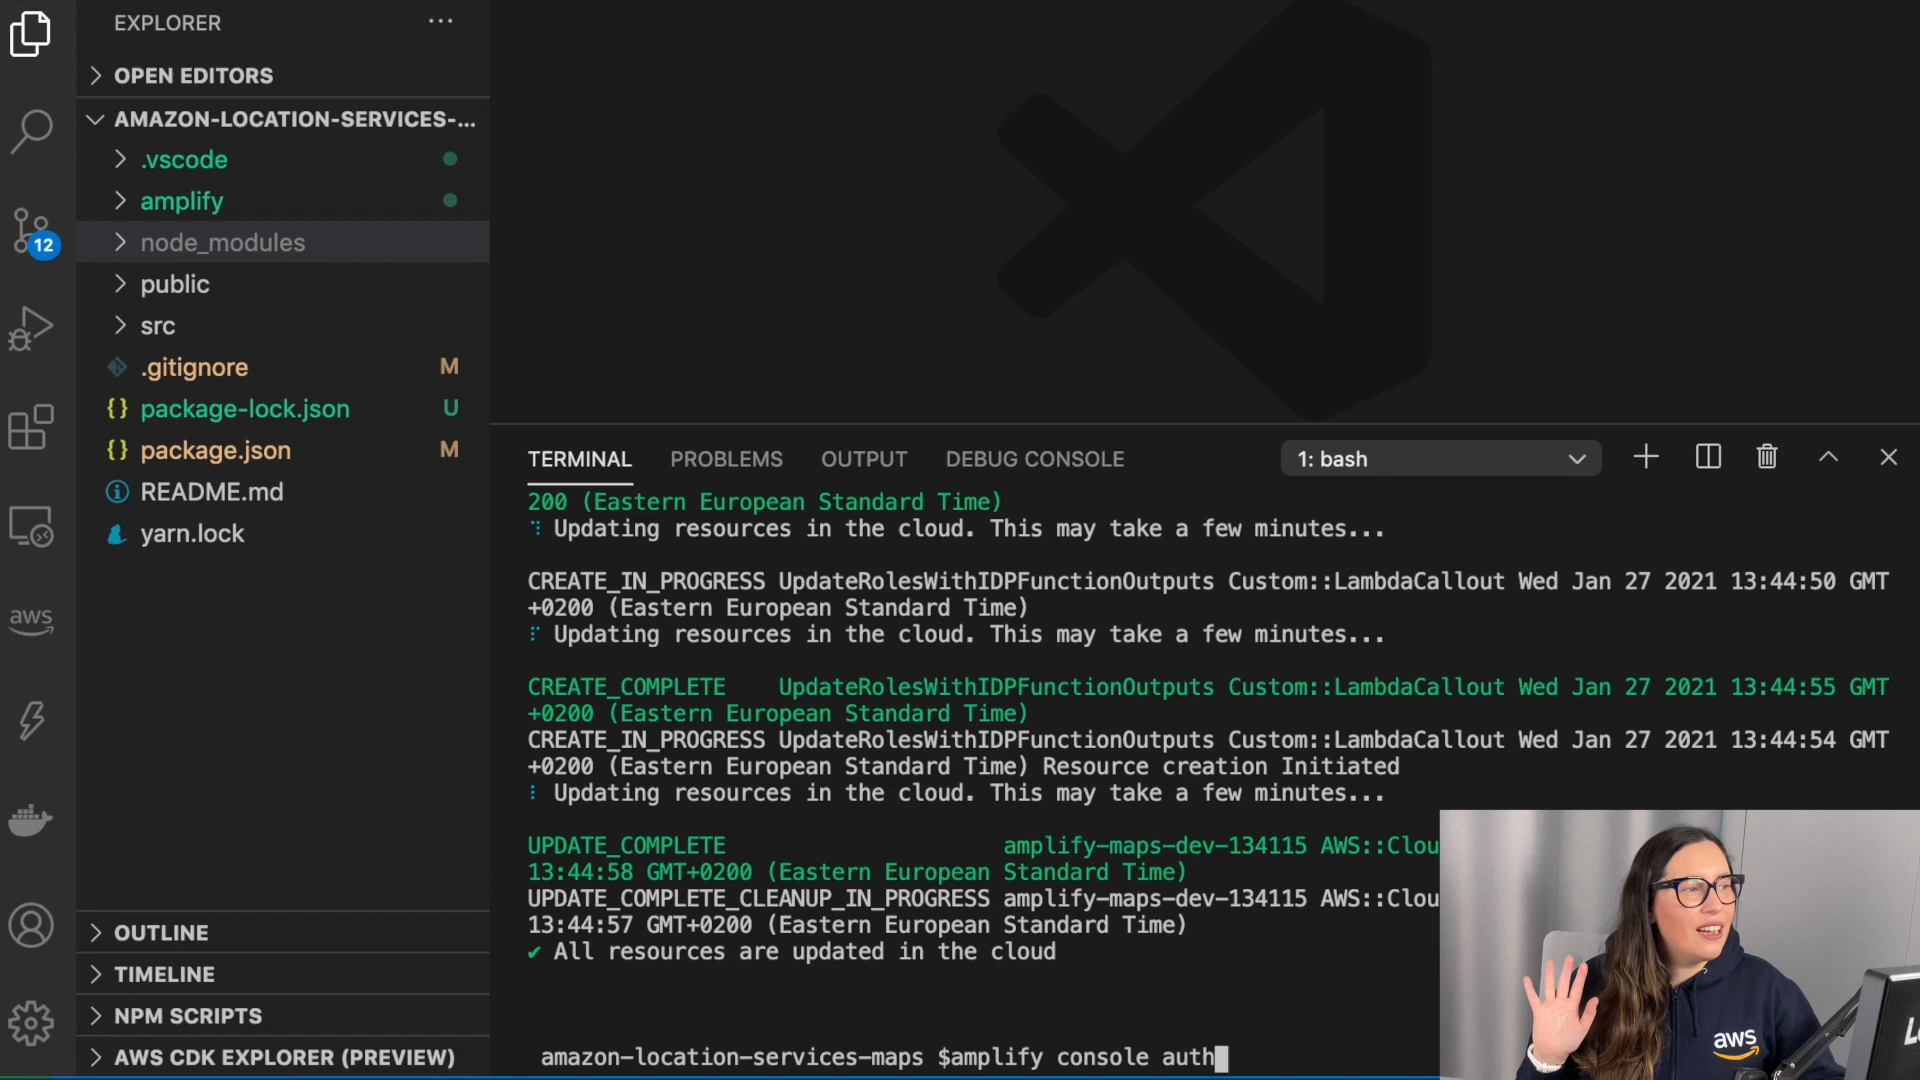 EXPLORER
OPEN EDITORS
AMAZON-LOCATION-SERVICES-...
.vscode
amplify
node_modules
12
public
src
.gitignore M
{} package-lock.json U
{} package.json M
README.md
yarn.lock
aws
OUTLINE
TIMELINE
NPM SCRIPTS
AWS CDK EXPLORER (PREVIEW)
TERMINAL PROBLEMS OUTPUT DEBUG CONSOLE 1: bash
200 (Eastern European Standard Time)
Updating resources in the cloud. This may take a few minutes...
CREATE_IN_PROGRESS UpdateRolesWithIDPFunctionOutputs Custom::LambdaCallout Wed Jan 27 2021 13:44:50 GMT
+0200 (Eastern European Standard Time)
Updating resources in the cloud. This may take a few minutes...
CREATE_COMPLETE UpdateRolesWithIDPFunctionOutputs Custom::LambdaCallout Wed Jan 27 2021 13:44:55 GMT
+0200 (Eastern European Standard Time)
CREATE_IN_PROGRESS UpdateRolesWithIDPFunctionOutputs Custom::LambdaCallout Wed Jan 27 2021 13:44:54 GMT
+0200 (Eastern European Standard Time) Resource creation Initiated
Updating resources in the cloud. This may take a few minutes...
UPDATE_COMPLETE amplify-maps-dev-134115 AWS::Clou
13:44:58 GMT+0200 (Eastern European Standard Time)
UPDATE_COMPLETE_CLEANUP_IN_PROGRESS amplify-maps-dev-134115 AWS::Clou
13:44:57 GMT+0200 (Eastern European Standard Time)
✔ All resources are updated in the cloud
amazon-location-services-maps $amplify console auth
aws